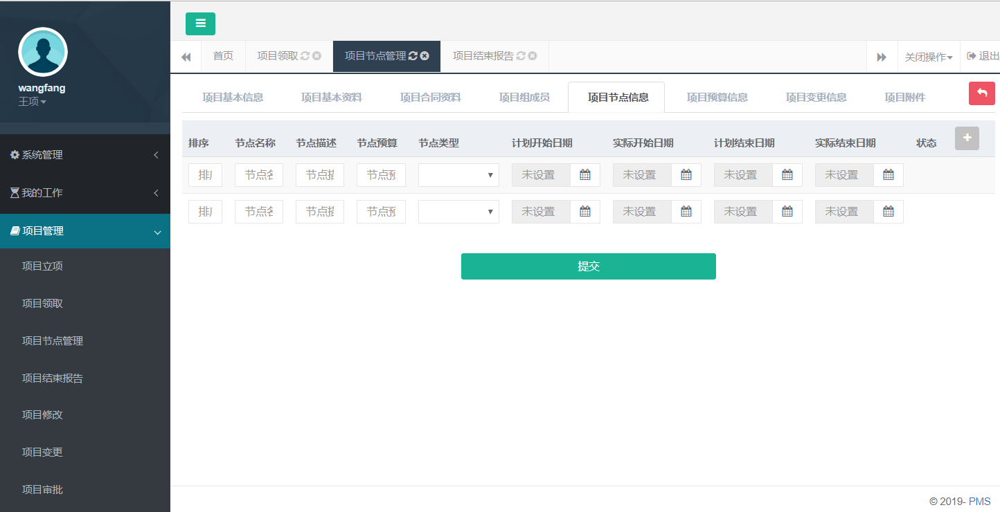 wangfang
王项
系统管理
我的工作
项目管理
项目立项
项目领取
项目节点管理
项目结束报告
项目修改
项目变更
项目审批
首页 项目领取 项目节点管理 项目结束报告 关闭操作 退出
项目基本信息 项目基本资料 项目合同资料 项目组成员 项目节点信息 项目预算信息 项目变更信息 项目附件
排序 节点名称 节点描述 节点预算 节点类型 计划开始日期 实际开始日期 计划结束日期 实际结束日期 状态
排 节点 节点 节点 未设置 未设置 未设置 未设置
排 节点 节点 节点 未设置 未设置 未设置 未设置
提交
© 2019- PMS